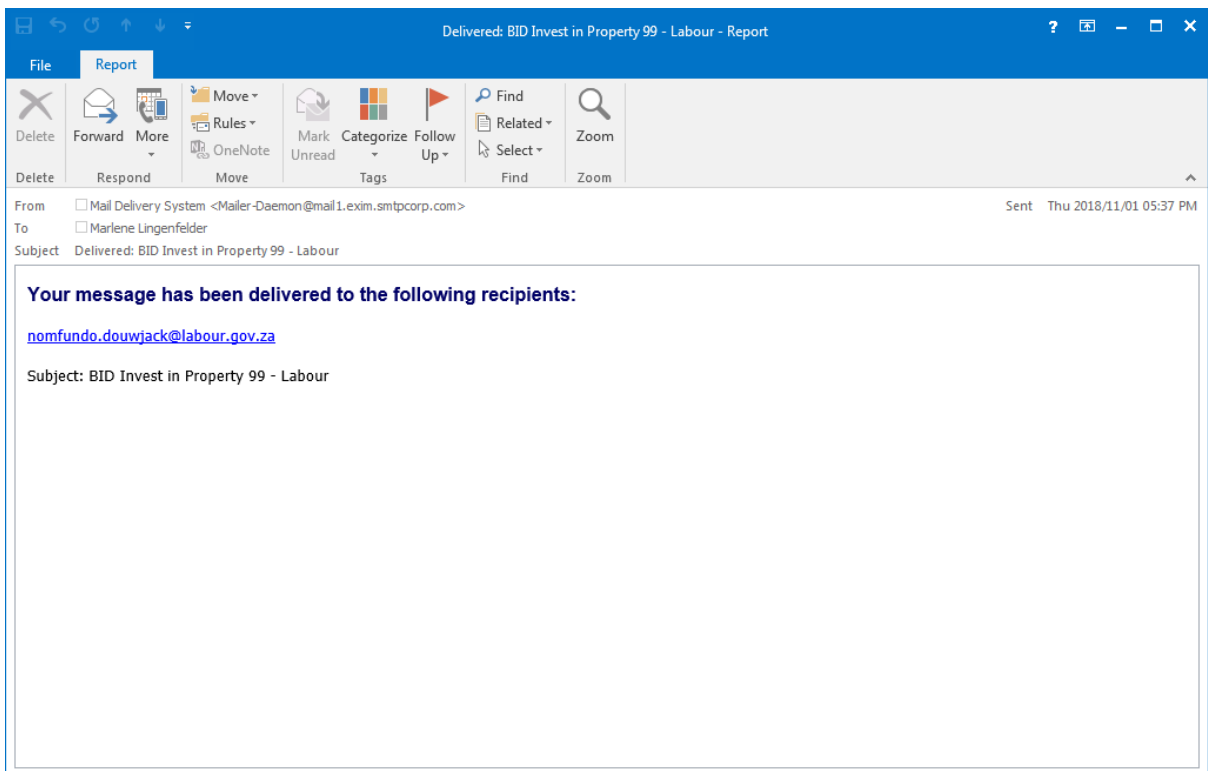 Delivered: BID Invest in Property 99 - Labour - Report
?
File Report
Delete
Forward
More
Move
Rules
OneNote
Mark Unread
Categorize
Follow Up
Find
Related
Select
Zoom
Delete Respond Move Tags Find Zoom
From Mail Delivery System <Mailer-Daemon@mail1.exim.smtpcorp.com> Sent Thu 2018/11/01 05:37 PM
To Marlene Lingenfelder
Subject Delivered: BID Invest in Property 99 - Labour
Your message has been delivered to the following recipients:
nomfundo.douwjack@labour.gov.za
Subject: BID Invest in Property 99 - Labour